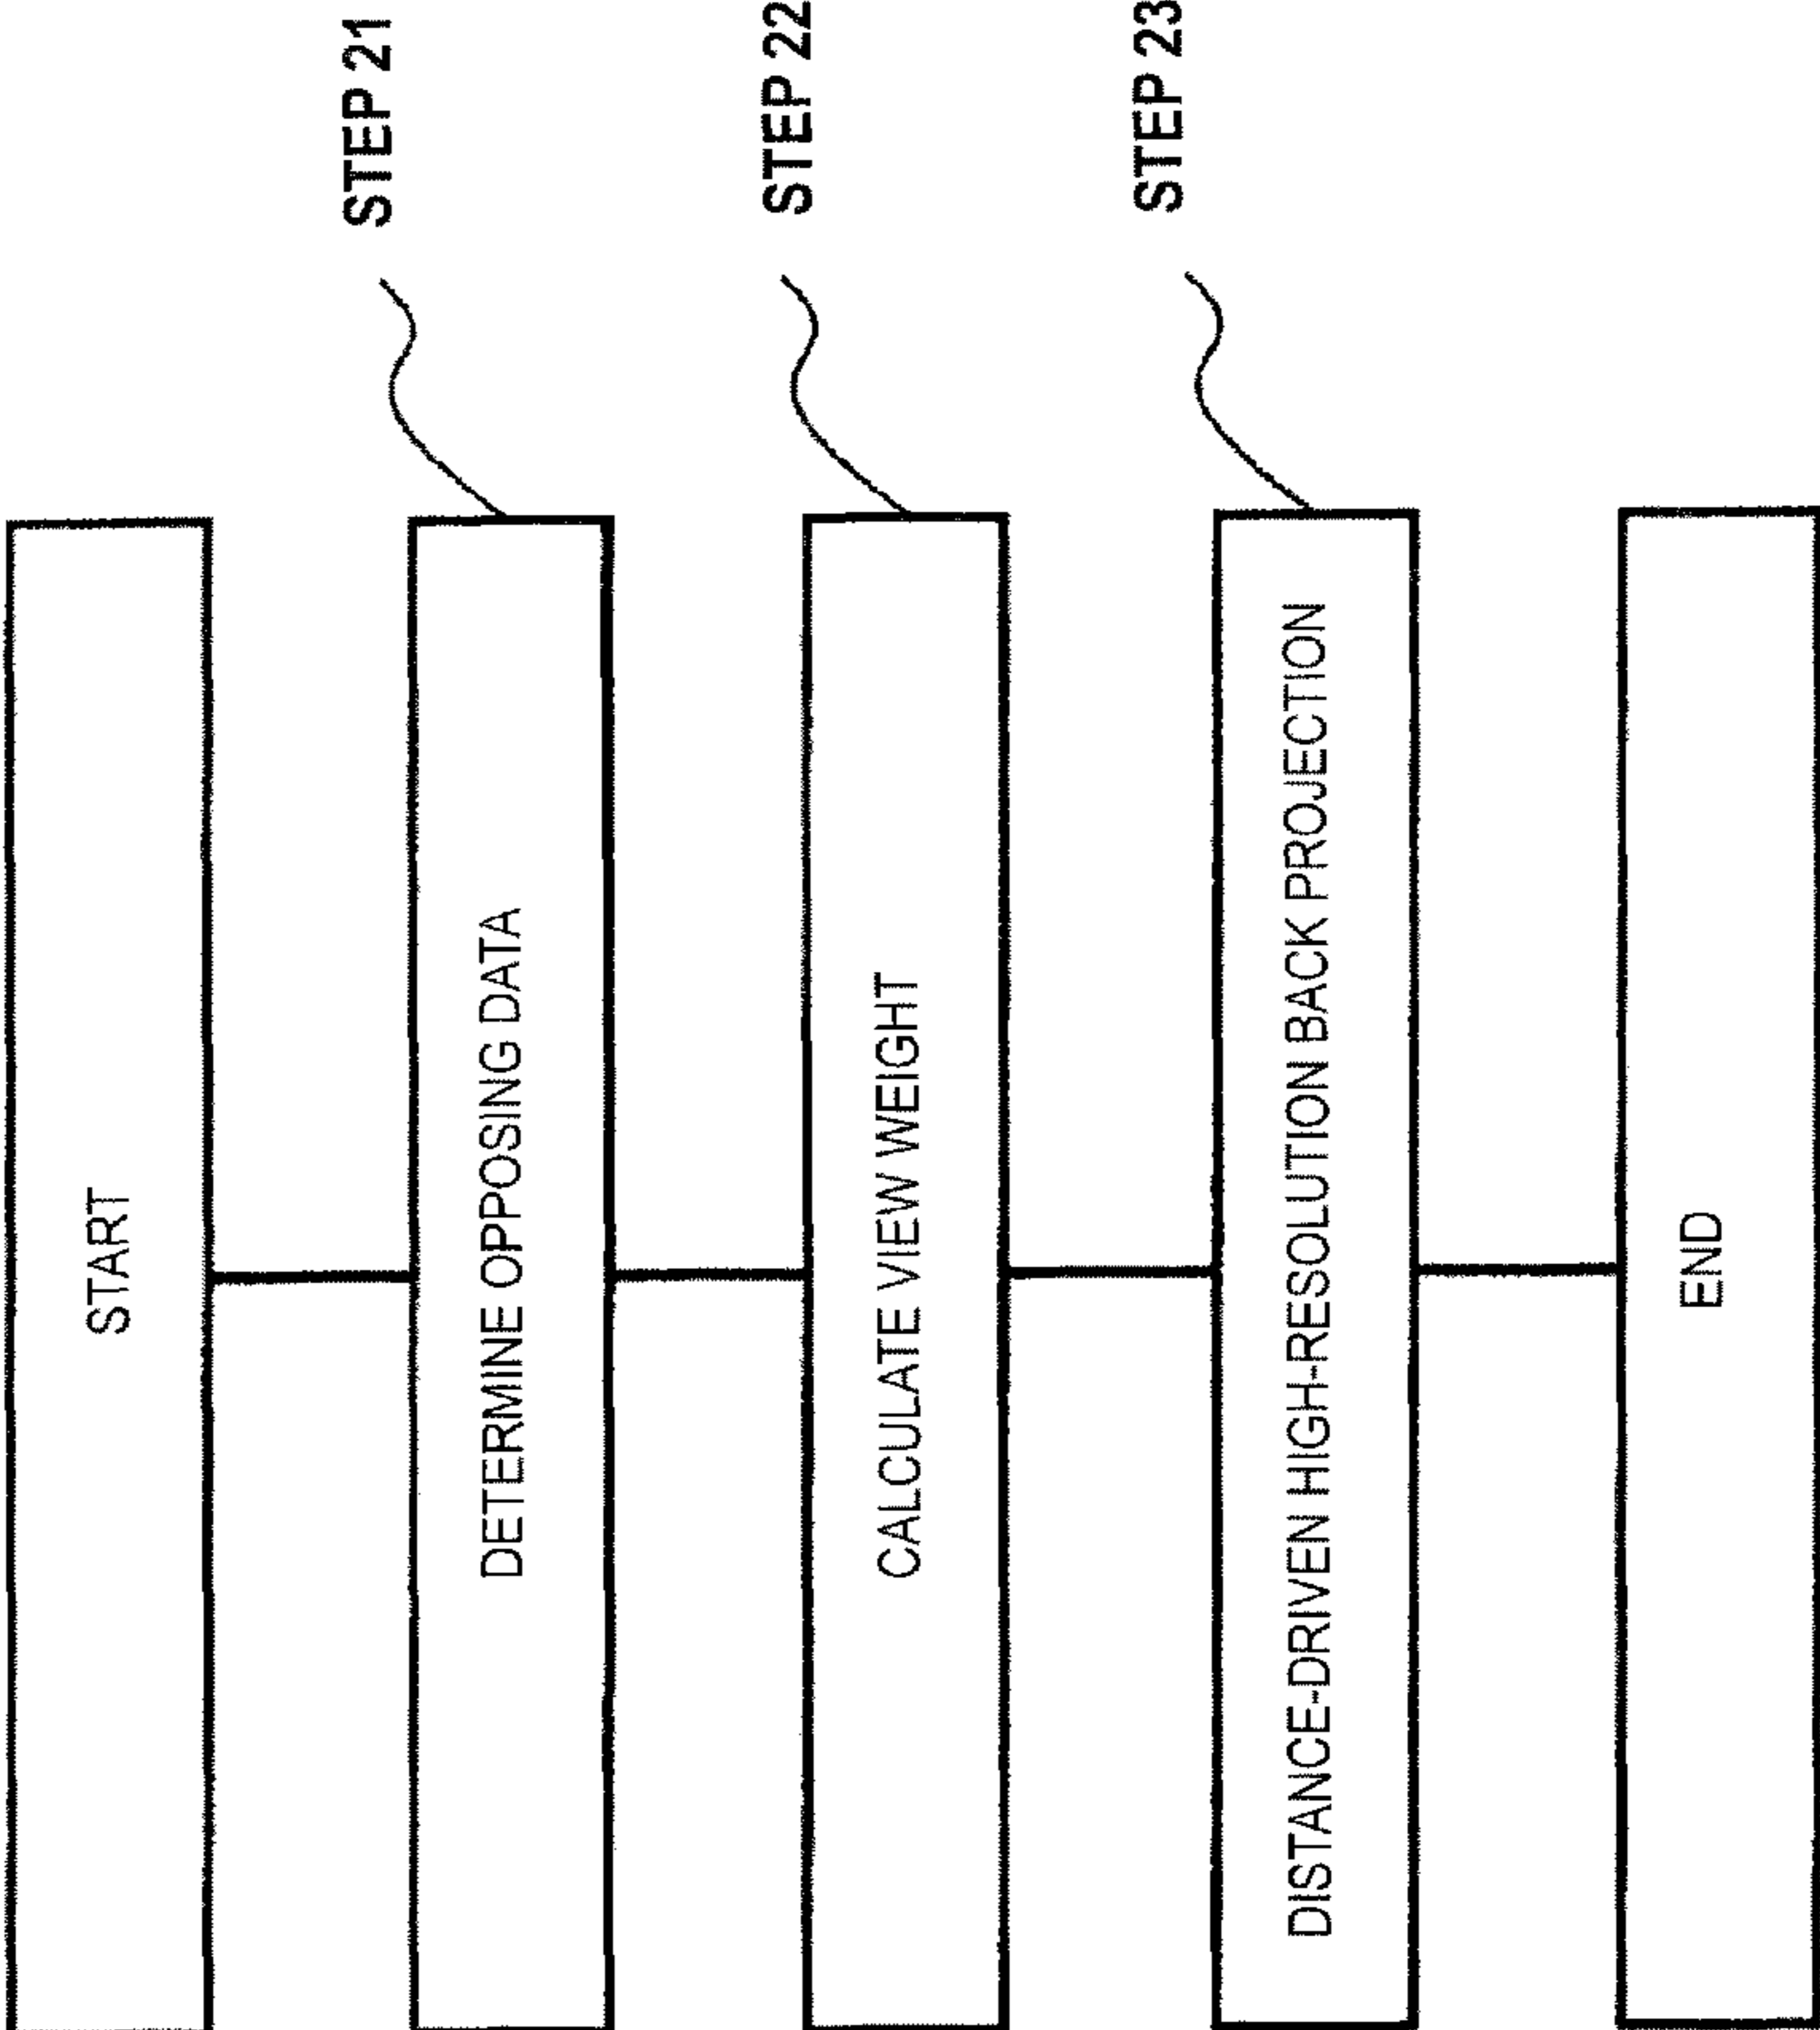 START
DETERMINE OPPOSING DATA
STEP 21
CALCULATE VIEW WEIGHT
STEP 22
DISTANCE-DRIVEN HIGH-RESOLUTION BACK PROJECTION
STEP 23
END